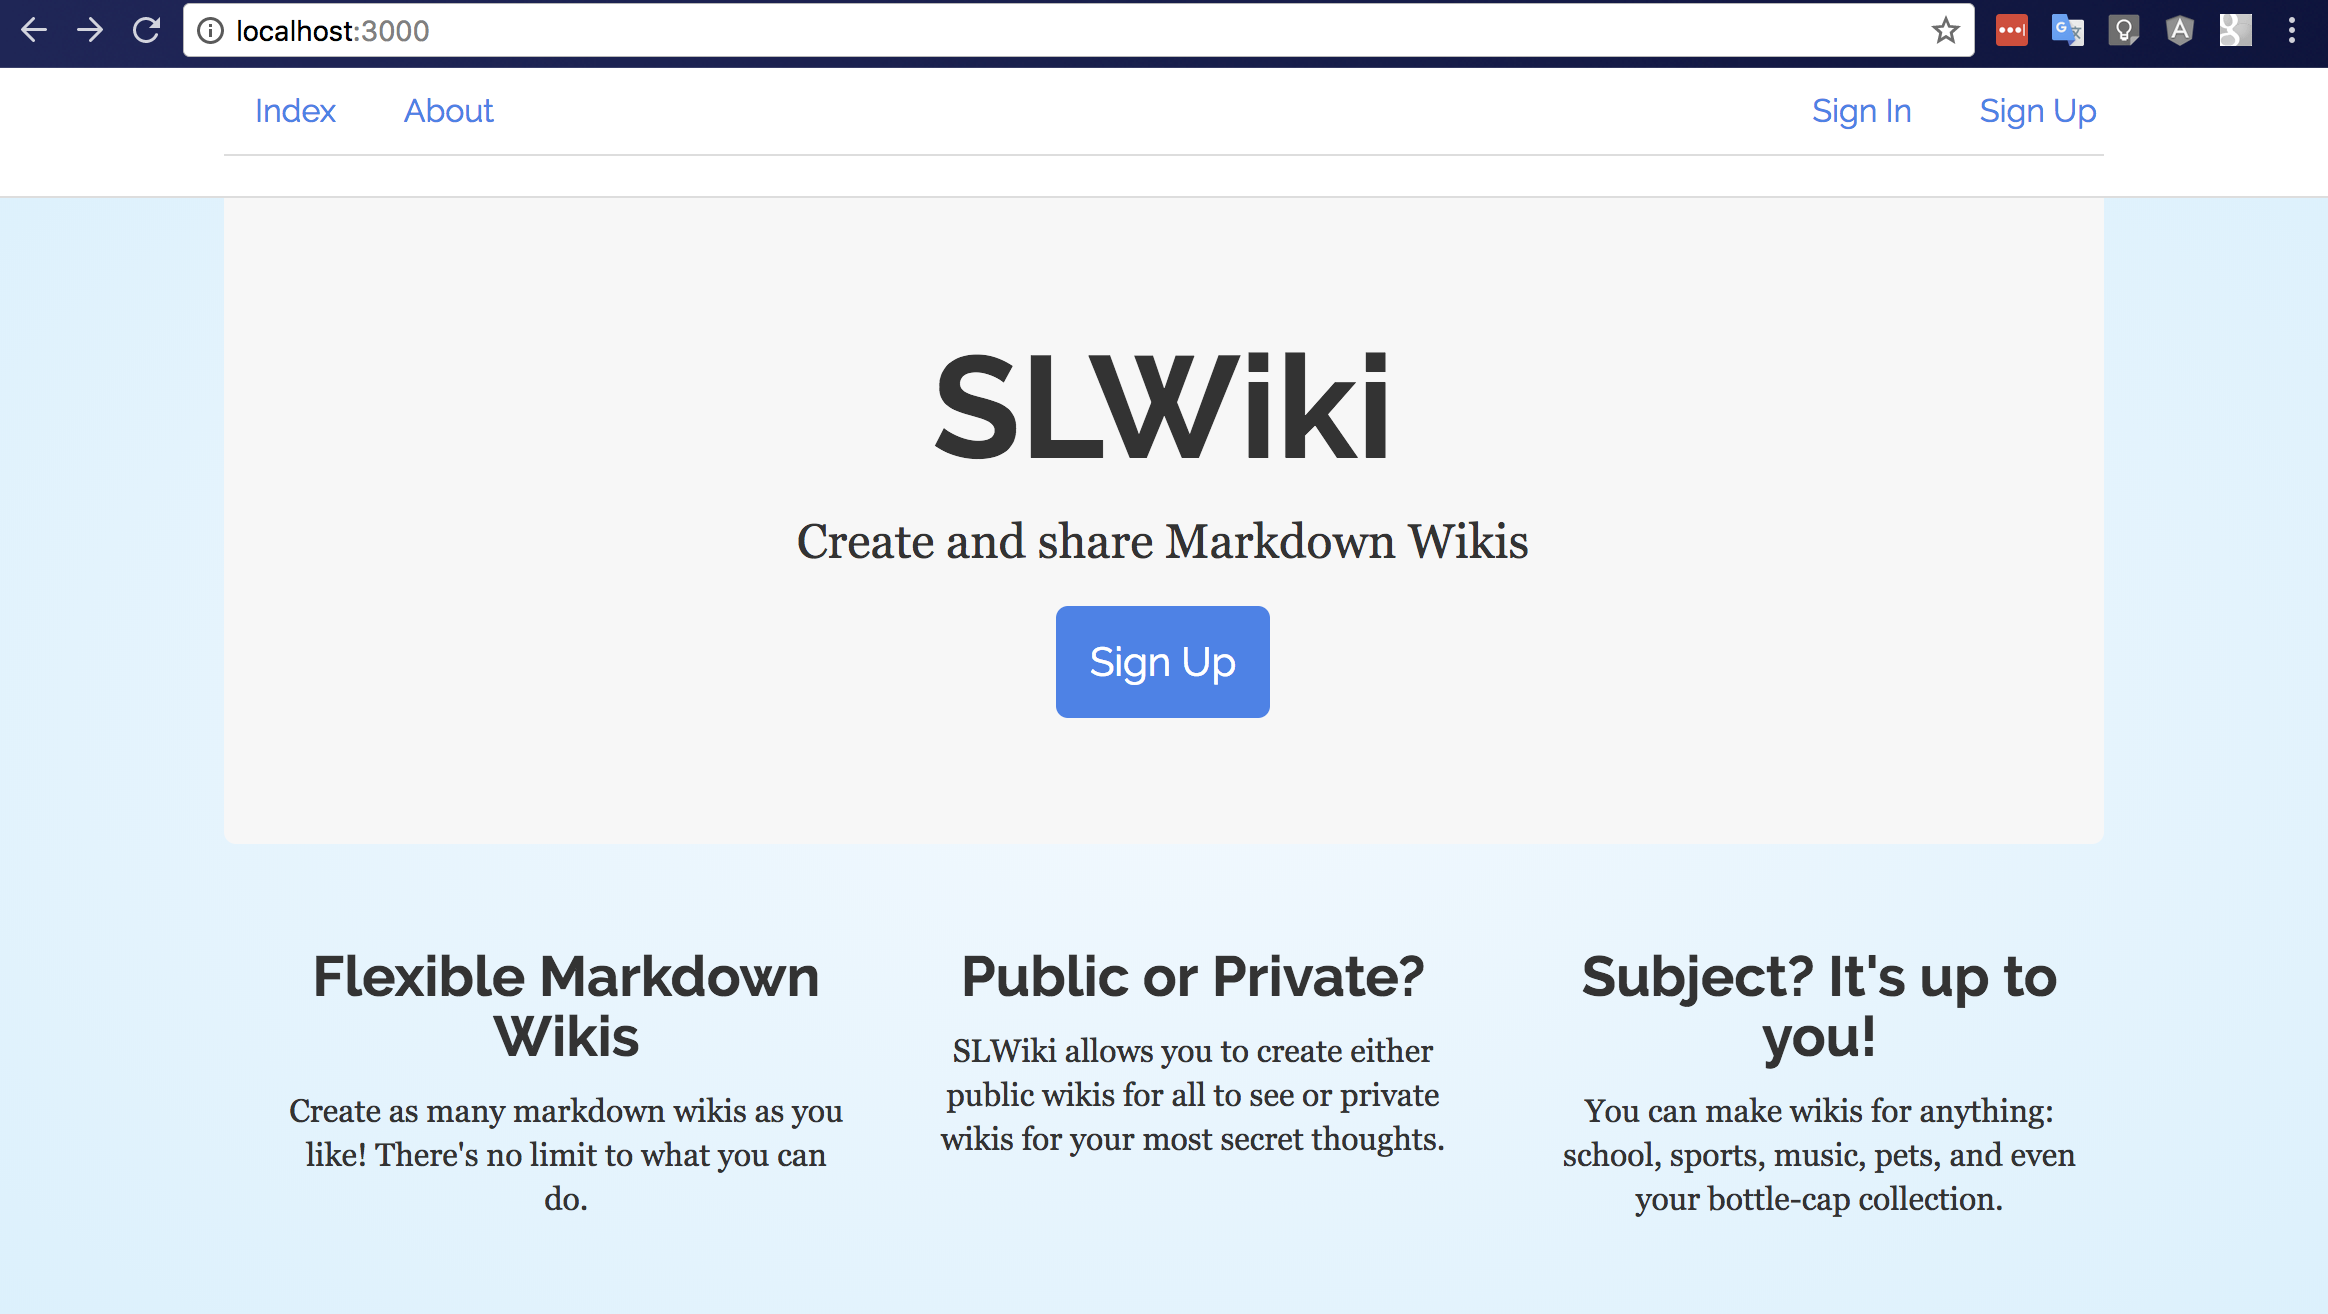 localhost:3000
Index About Sign In Sign Up
SLWiki
Create and share Markdown Wikis
Sign Up
Flexible Markdown
Wikis
Create as many markdown wikis as you
like! There's no limit to what you can
do.
Public or Private?
SLWiki allows you to create either
public wikis for all to see or private
wikis for your most secret thoughts.
Subject? It's up to
you!
You can make wikis for anything:
school, sports, music, pets, and even
your bottle-cap collection.